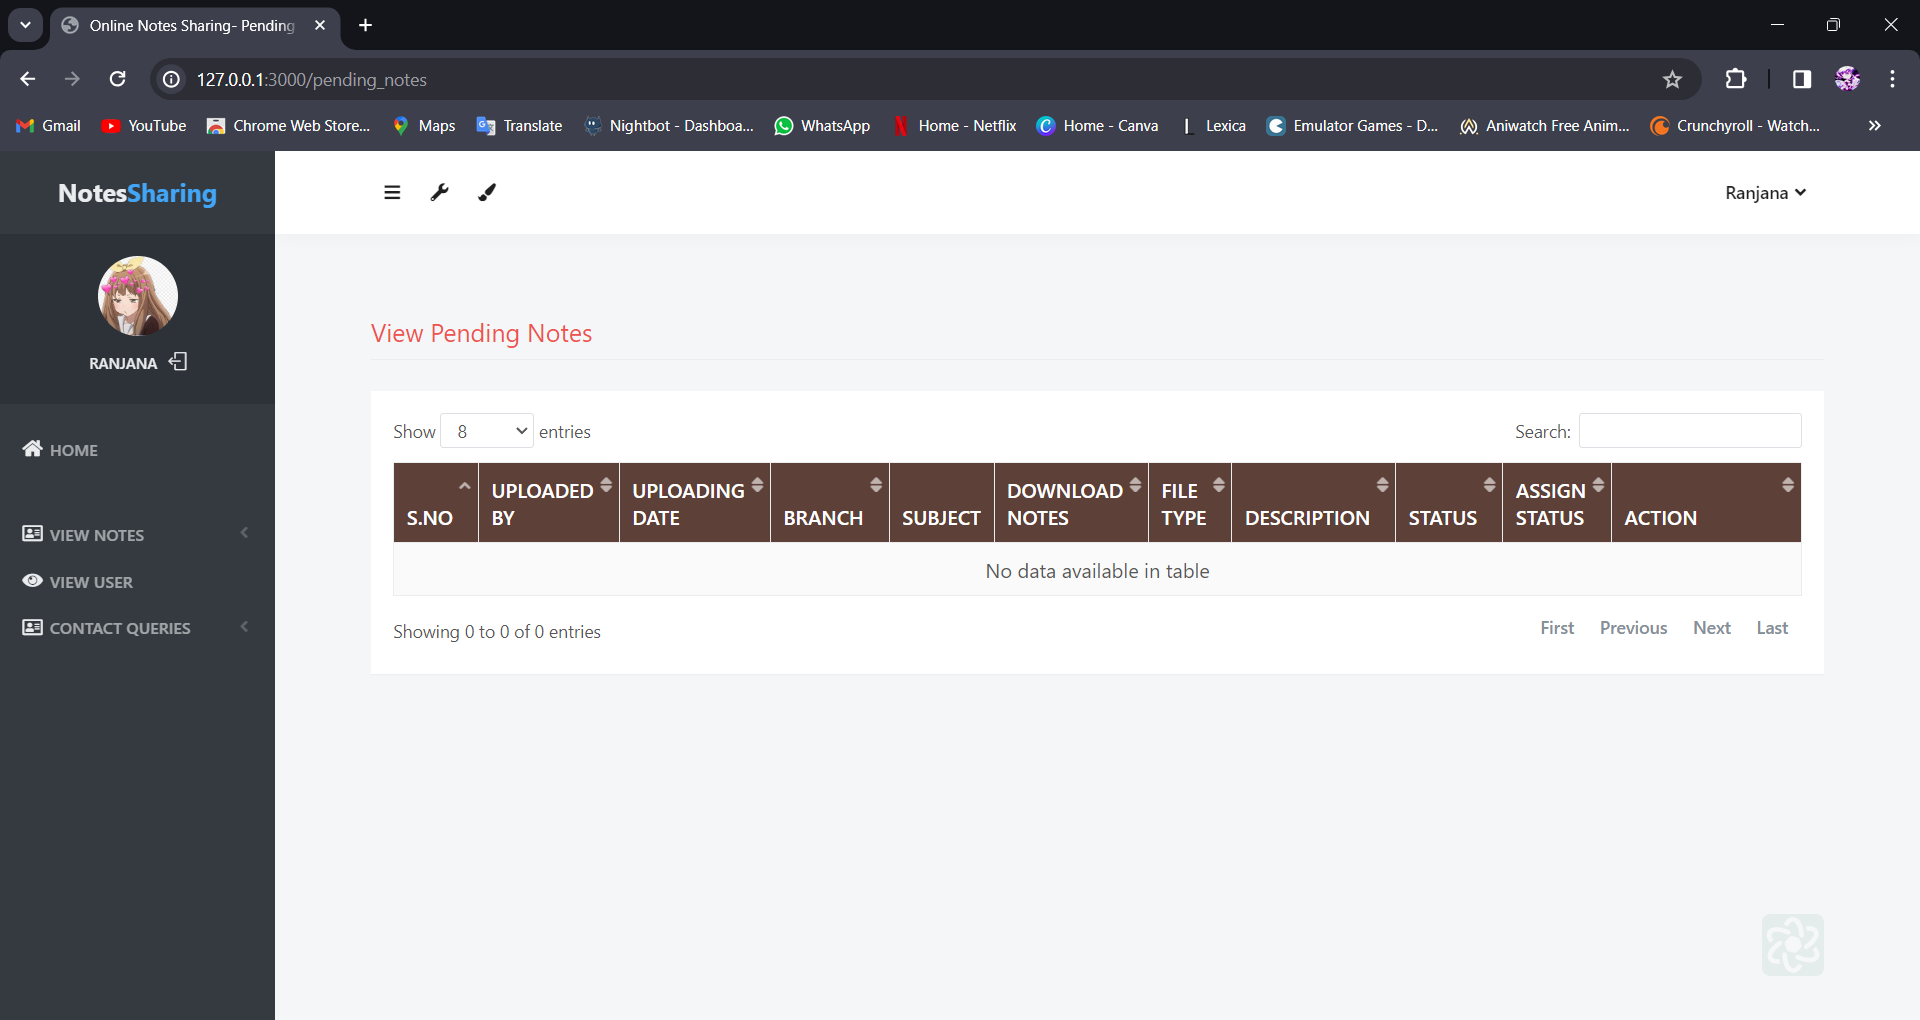 Online Notes Sharing- Pending
127.0.0.1:3000/pending_notes
Gmail YouTube Chrome Web Store... Maps Translate Nightbot - Dashboa... WhatsApp Home - Netflix Home - Canva Lexica Emulator Games - D... Aniwatch Free Anim... Crunchyroll - Watch...
NotesSharing
Ranjana
RANJANA
HOME
VIEW NOTES
VIEW USER
CONTACT QUERIES
View Pending Notes
Show 8 entries
Search:
S.NO
UPLOADED
BY
UPLOADING
DATE
BRANCH
SUBJECT
DOWNLOAD
NOTES
FILE
TYPE
DESCRIPTION
STATUS
ASSIGN
STATUS
ACTION
No data available in table
Showing 0 to 0 of 0 entries
First Previous Next Last